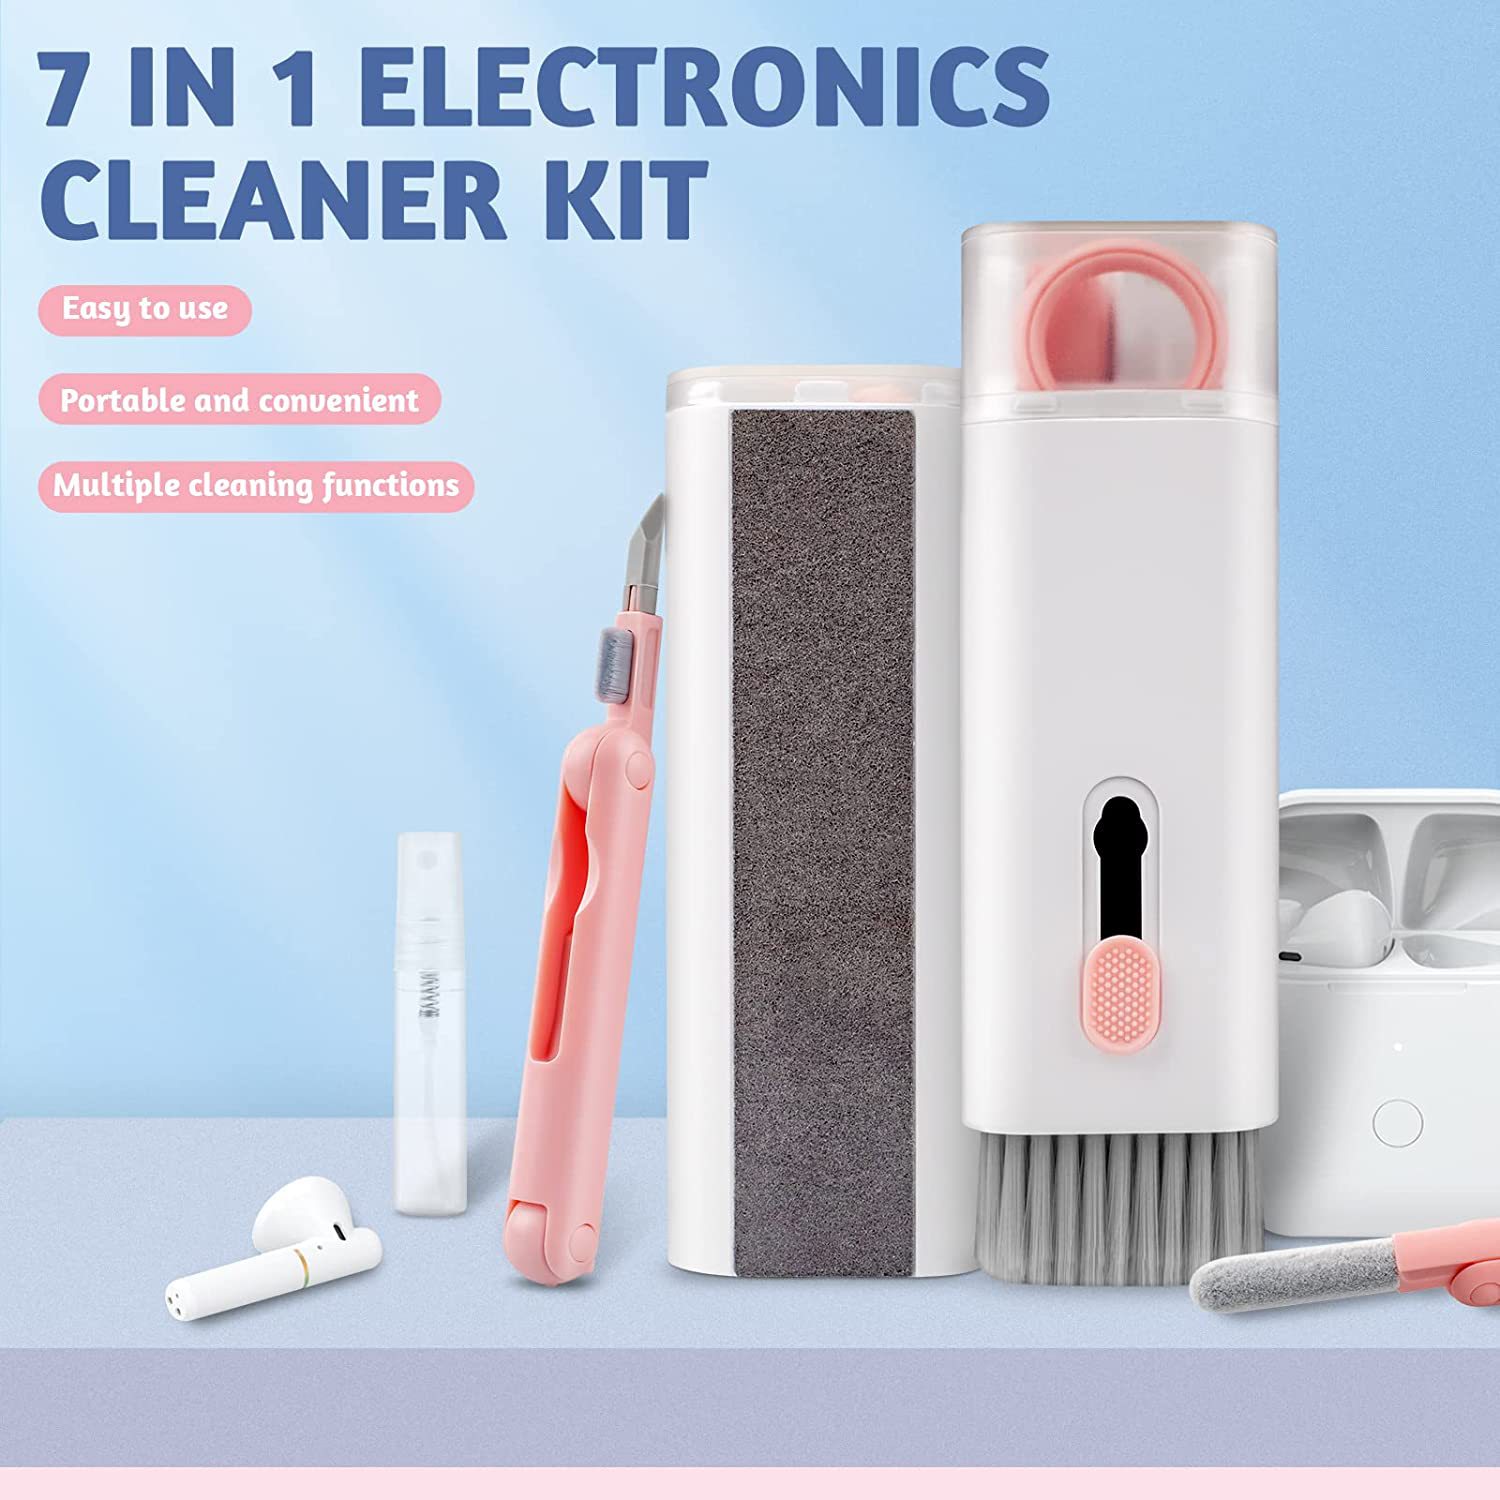 7 IN 1 ELECTRONICS
CLEANER KIT
Easy to use
Portable and convenient
Multiple cleaning functions